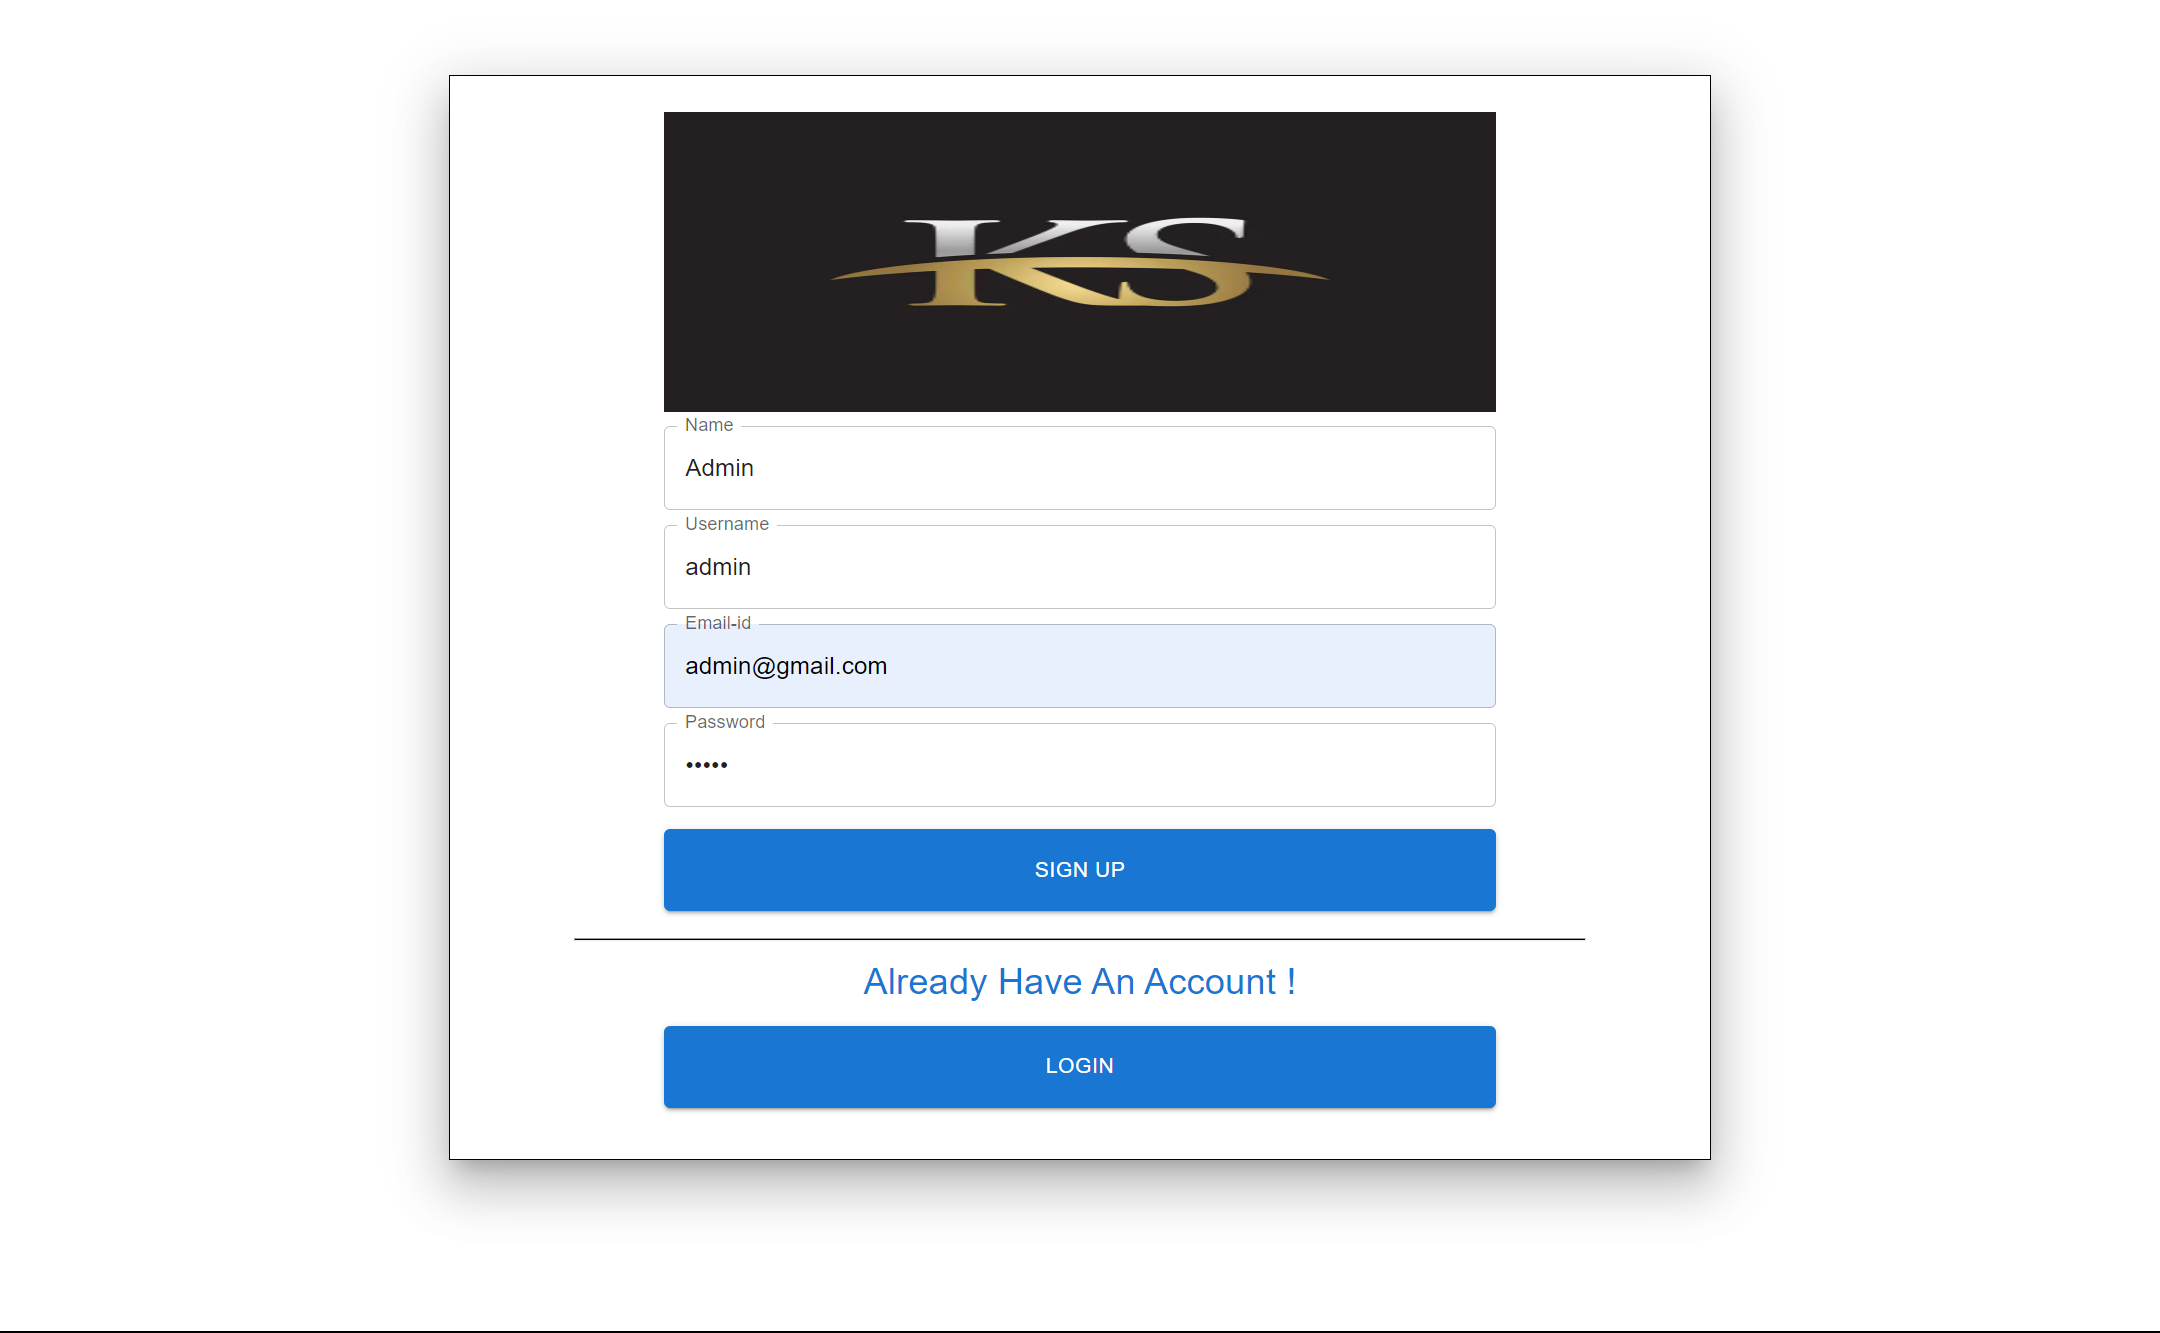 KS
Name
Admin
Username
admin
Email-id
admin@gmail.com
Password
•••••
SIGN UP
Already Have An Account !
LOGIN